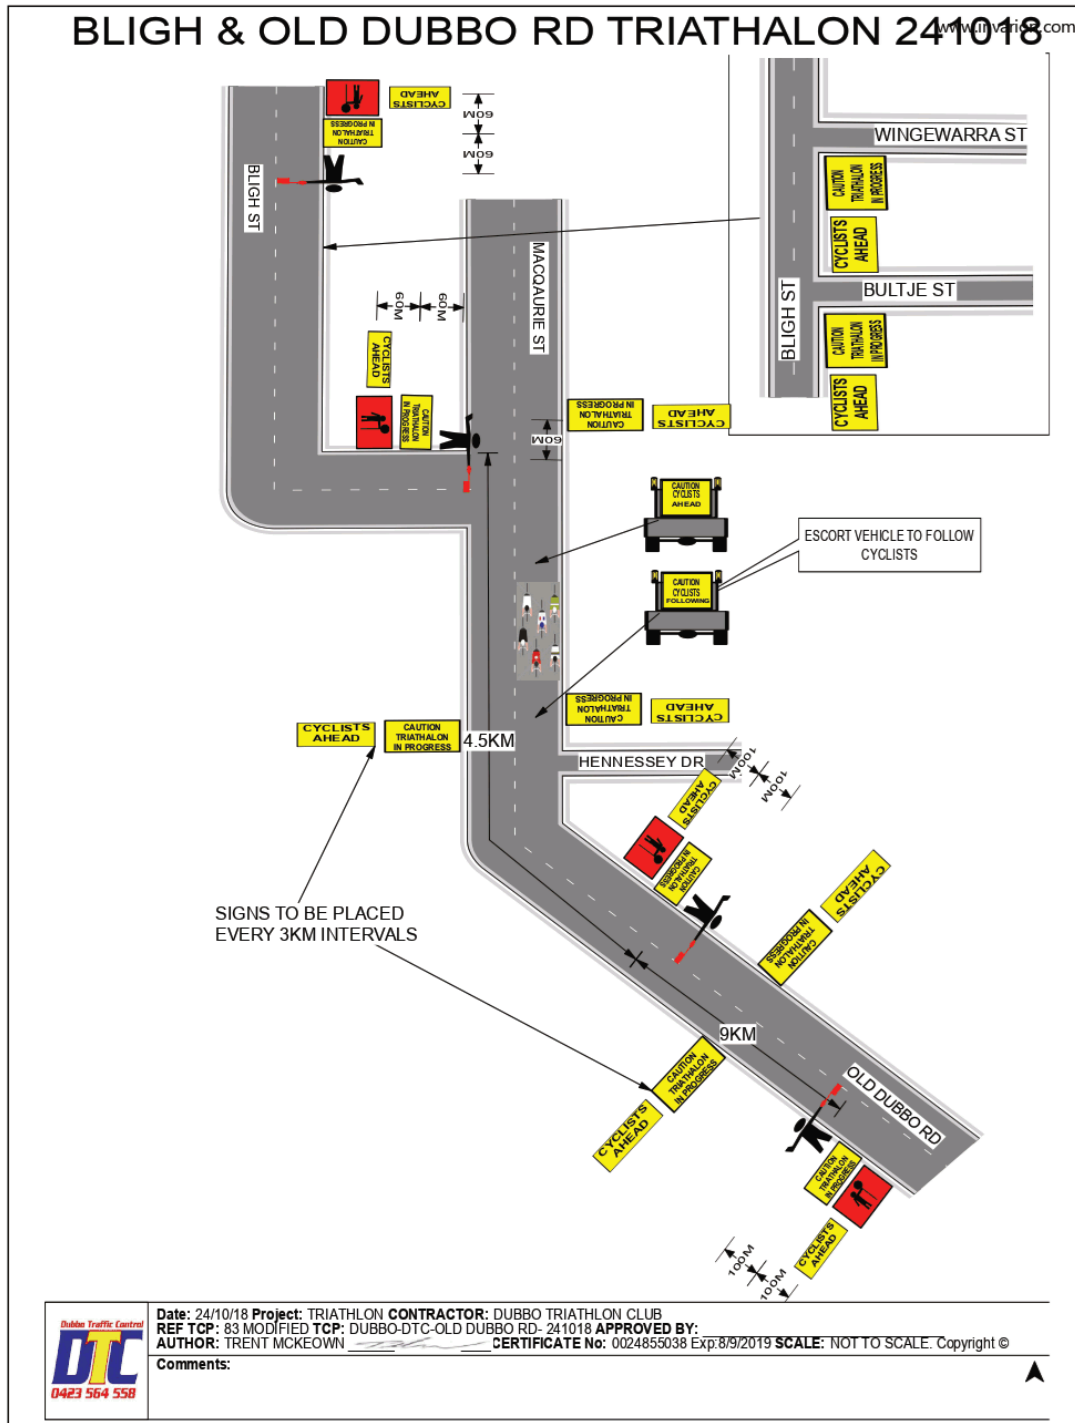 BLIGH & OLD DUBBO RD TRIATHALON 241018
www.invarion.com
CYCLISTS
AHEAD
CAUTION
TRIATHALON
IN PROGRESS
60M
60M
BLIGH ST
WINGEWARRA ST
CAUTION
TRIATHALON
IN PROGRESS
CYCLISTS
AHEAD
BULTJE ST
BLIGH ST
CAUTION
TRIATHALON
IN PROGRESS
CYCLISTS
AHEAD
MACQAURIE ST
60M
60M
CYCLISTS
AHEAD
CAUTION
TRIATHALON
IN PROGRESS
CAUTION
TRIATHALON
IN PROGRESS
CYCLISTS
AHEAD
60M
CAUTION
CYCLISTS
AHEAD
ESCORT VEHICLE TO FOLLOW
CYCLISTS
CAUTION
CYCLISTS
FOLLOWING
CAUTION
TRIATHALON
IN PROGRESS
CYCLISTS
AHEAD
CYCLISTS
AHEAD
CAUTION
TRIATHALON
IN PROGRESS
4.5KM
HENNESSEY DR
100M
100M
CYCLISTS
AHEAD
CAUTION
TRIATHALON
IN PROGRESS
CYCLISTS
AHEAD
CAUTION
TRIATHALON
IN PROGRESS
SIGNS TO BE PLACED
EVERY 3KM INTERVALS
9KM
CAUTION
TRIATHALON
IN PROGRESS
CYCLISTS
AHEAD
OLD DUBBO RD
CAUTION
TRIATHALON
IN PROGRESS
CYCLISTS
AHEAD
100M
100M
Dubbo Traffic Control
DTC
0423 564 558
Date: 24/10/18 Project: TRIATHLON CONTRACTOR: DUBBO TRIATHLON CLUB
REF TCP: 83 MODIFIED TCP: DUBBO-DTC-OLD DUBBO RD- 241018 APPROVED BY:
AUTHOR: TRENT MCKEOWN CERTIFICATE No: 0024855038 Exp:8/9/2019 SCALE: NOT TO SCALE. Copyright ©
Comments: